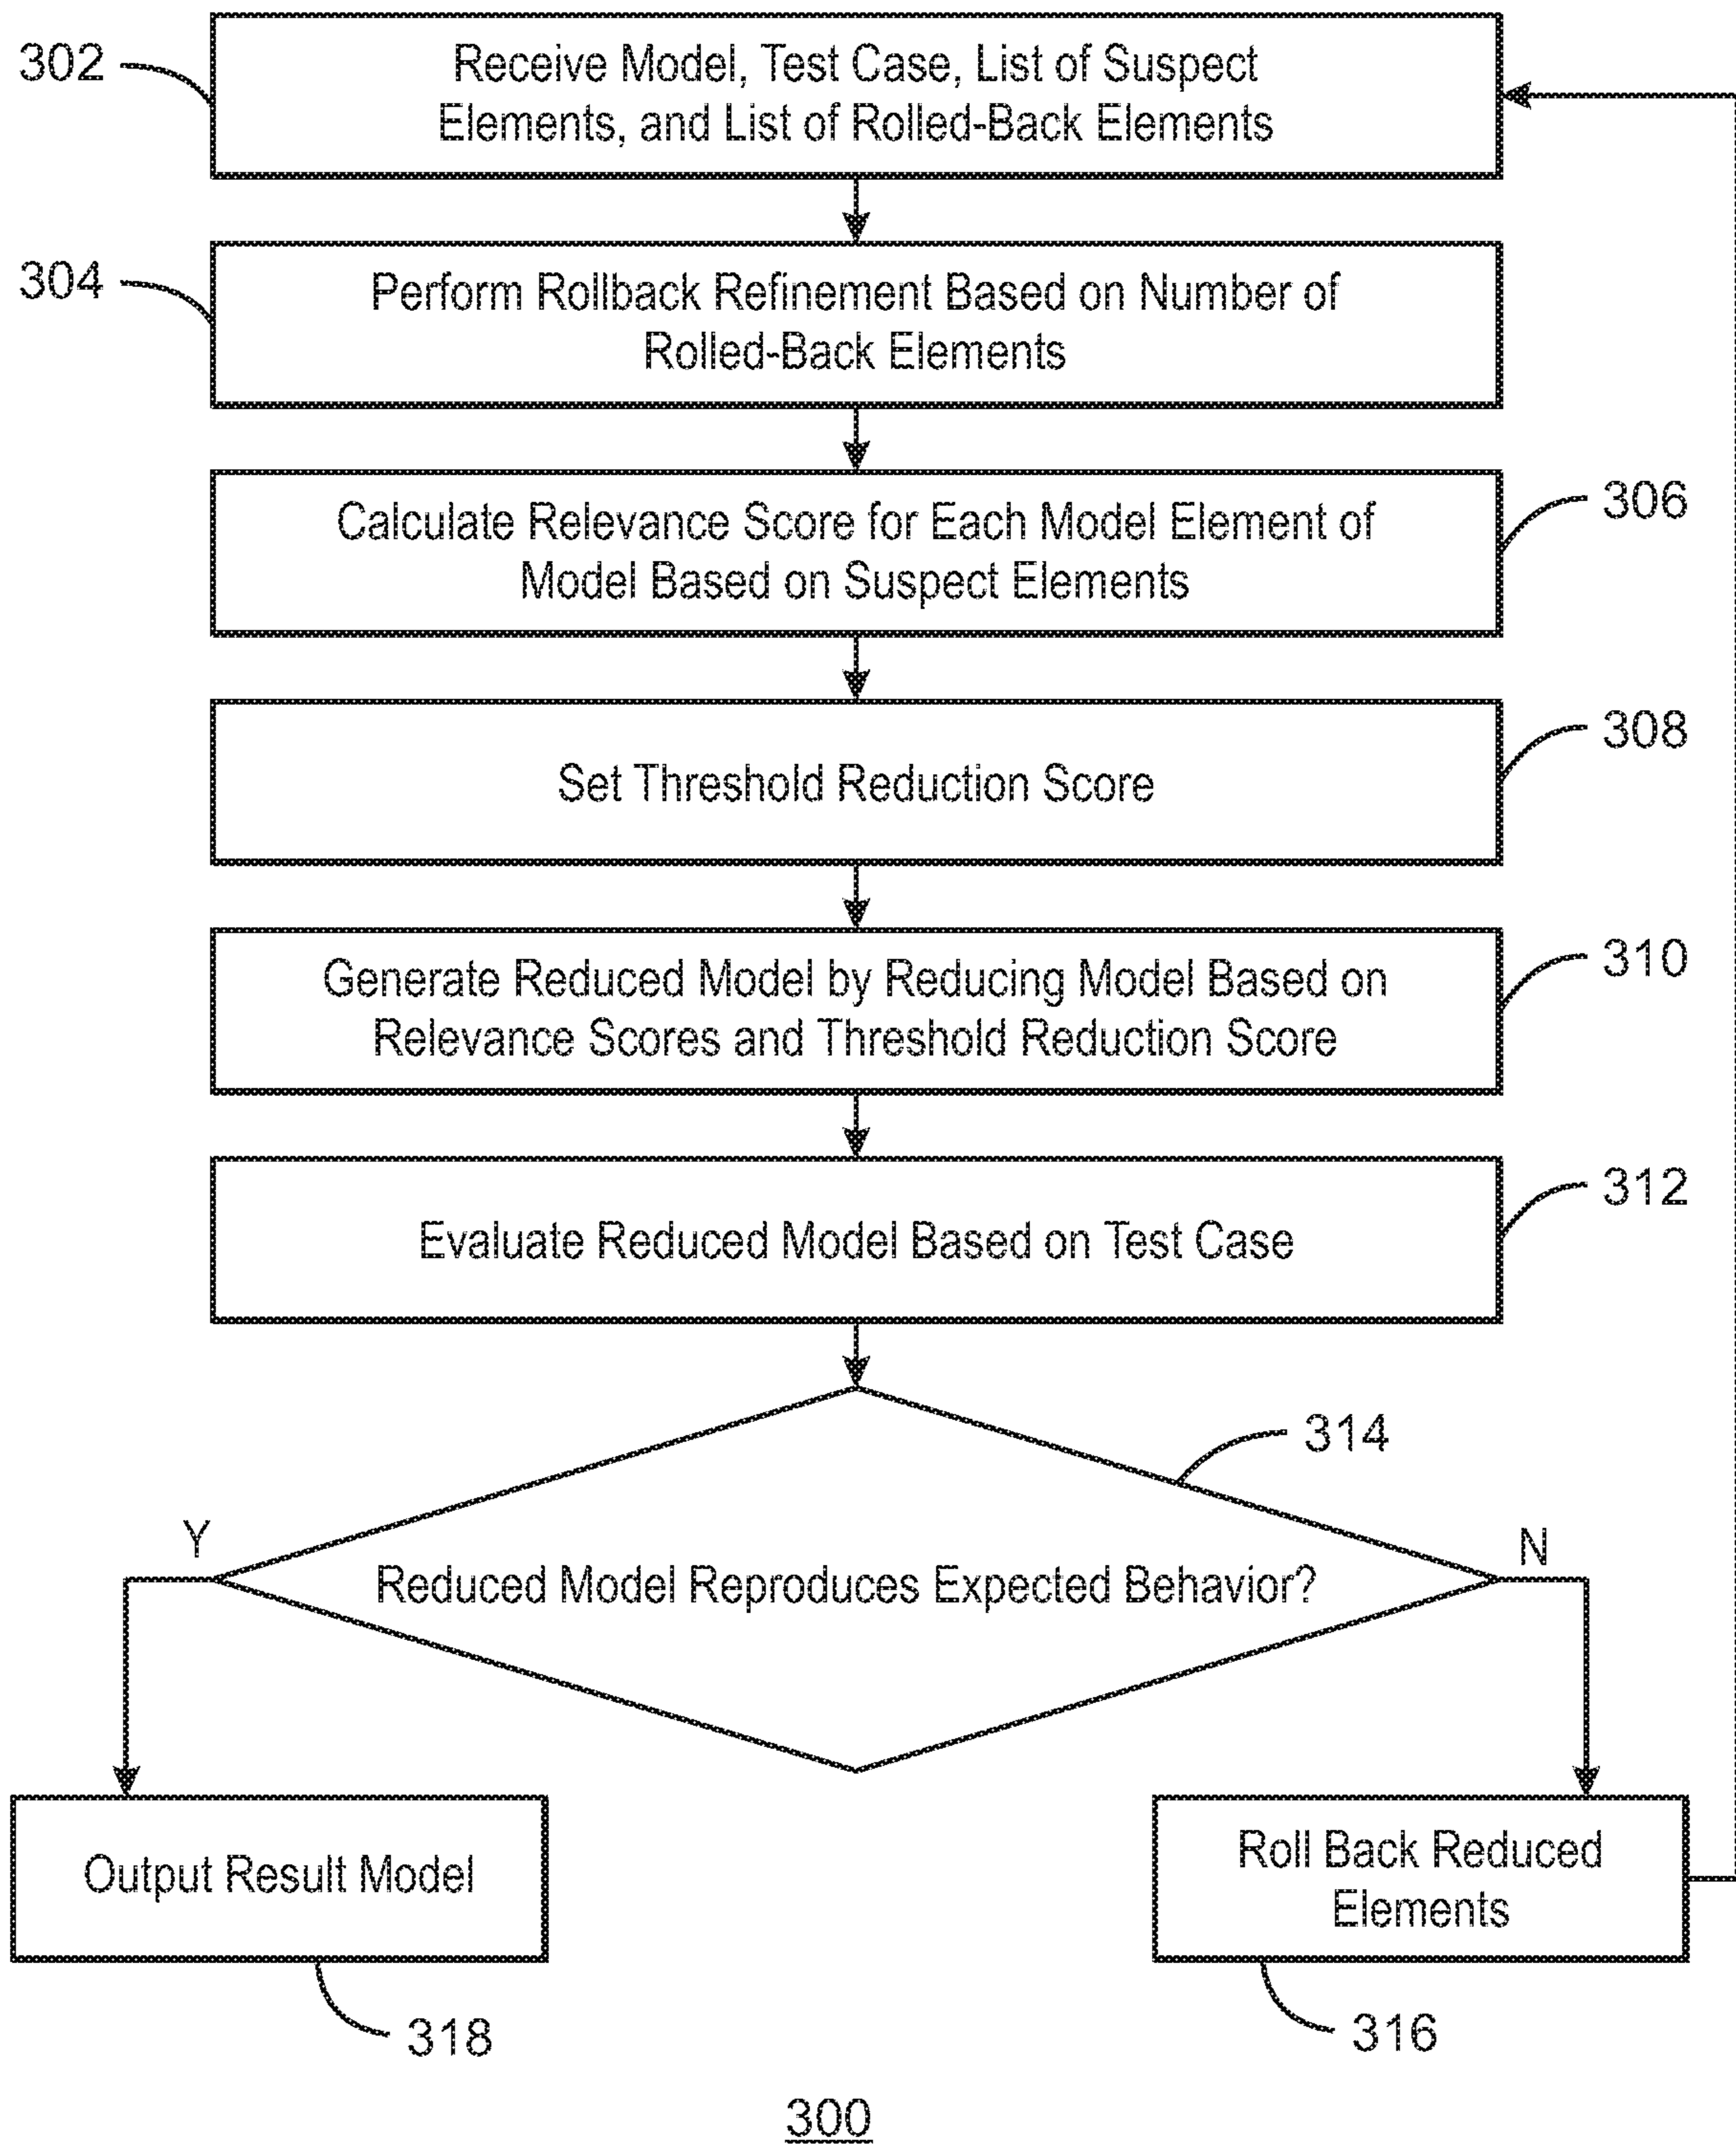 302
Receive Model, Test Case, List of Suspect
Elements, and List of Rolled-Back Elements
304
Perform Rollback Refinement Based on Number of
Rolled-Back Elements
306
Calculate Relevance Score for Each Model Element of
Model Based on Suspect Elements
308
Set Threshold Reduction Score
310
Generate Reduced Model by Reducing Model Based on
Relevance Scores and Threshold Reduction Score
312
Evaluate Reduced Model Based on Test Case
314
Y
N
Reduced Model Reproduces Expected Behavior?
Output Result Model
Roll Back Reduced
Elements
318
316
300